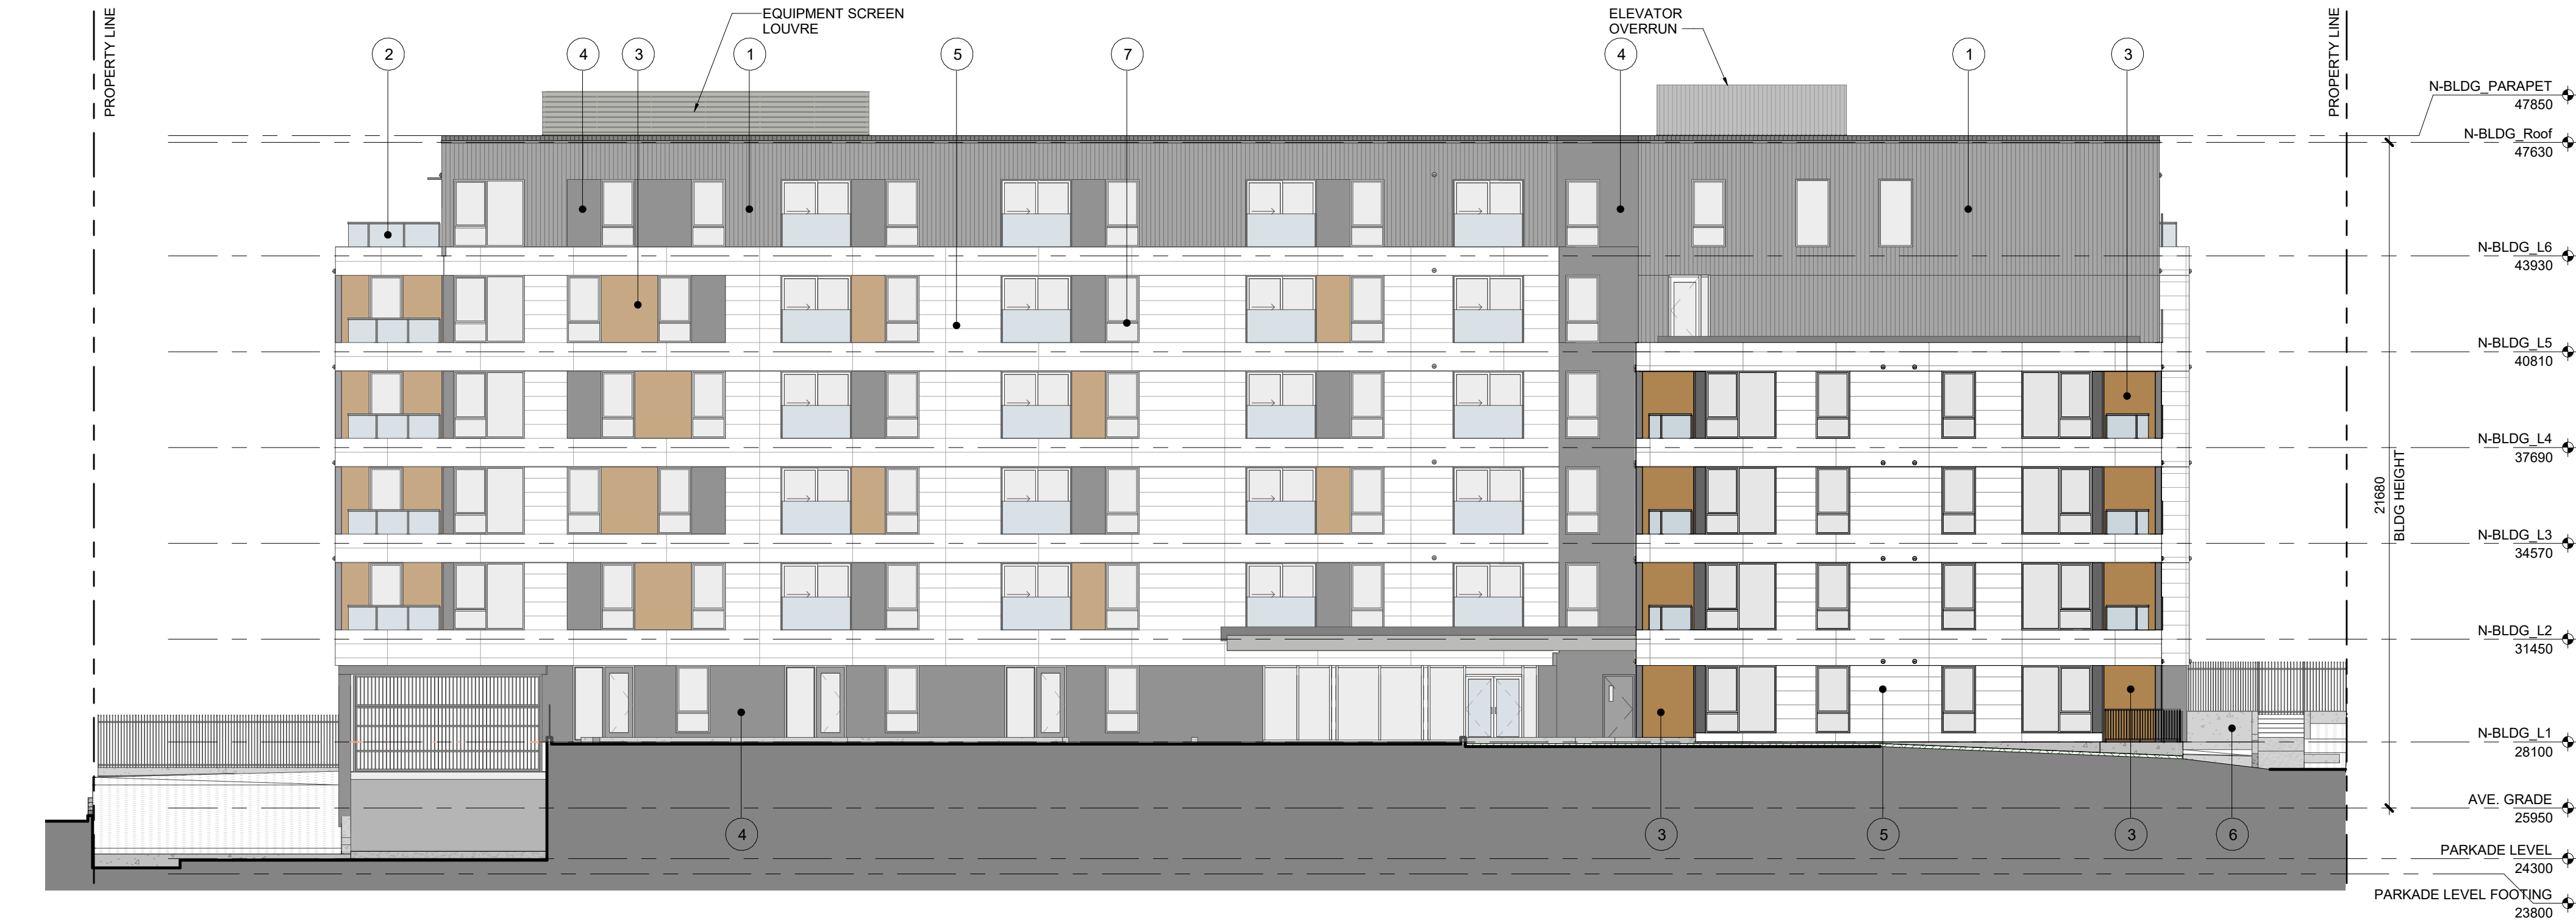 PROPERTY LINE
EQUIPMENT SCREEN
LOUVRE
ELEVATOR
OVERRUN
PROPERTY LINE
2
4
3
1
5
7
4
1
3
N-BLDG_PARAPET
47850
N-BLDG_Roof
47630
N-BLDG_L6
43930
N-BLDG_L5
40810
N-BLDG_L4
37690
21680
BLDG HEIGHT
N-BLDG_L3
34570
N-BLDG_L2
31450
N-BLDG_L1
28100
AVE. GRADE
25950
4
3
5
3
6
PARKADE LEVEL
24300
PARKADE LEVEL FOOTING
23800